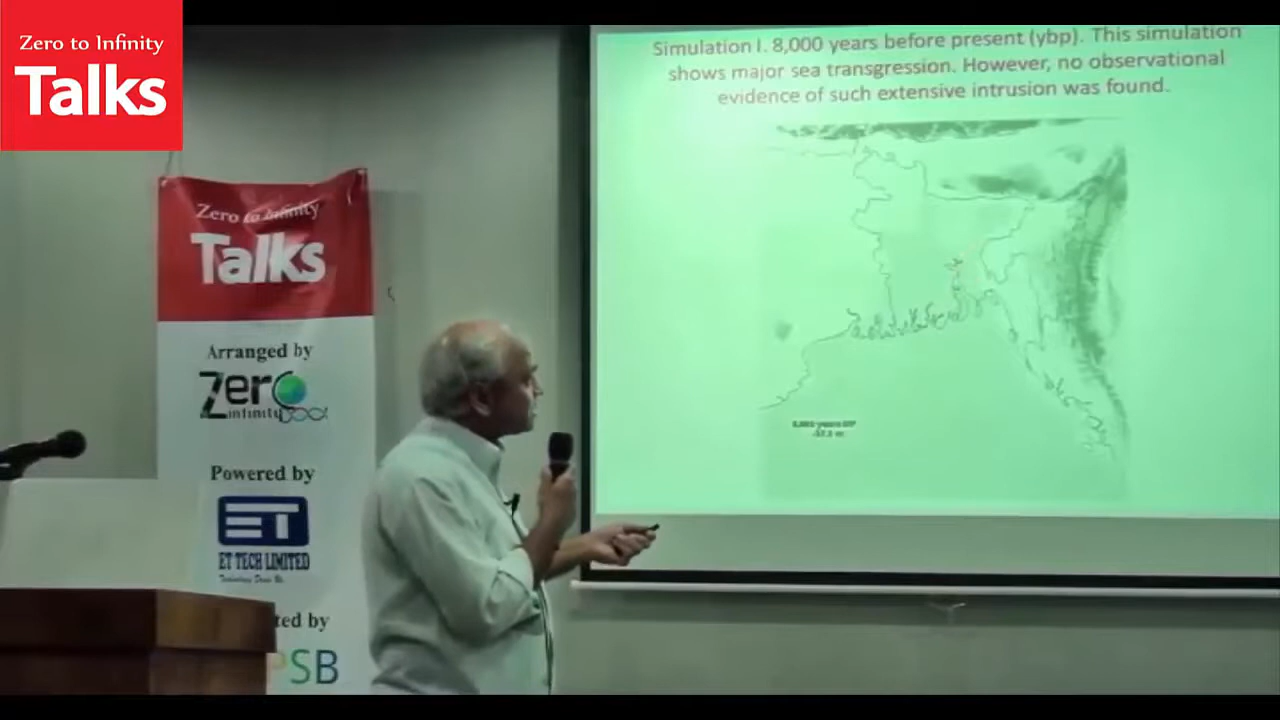 Zero to Infinity
Talks
Zero to Infinity
Talks
Arranged by
Zero
infinity
Powered by
ET
ET TECH LIMITED
ted by
PSB
Simulation I. 8,000 years before present (ybp). This simulation
shows major sea transgression. However, no observational
evidence of such extensive intrusion was found.